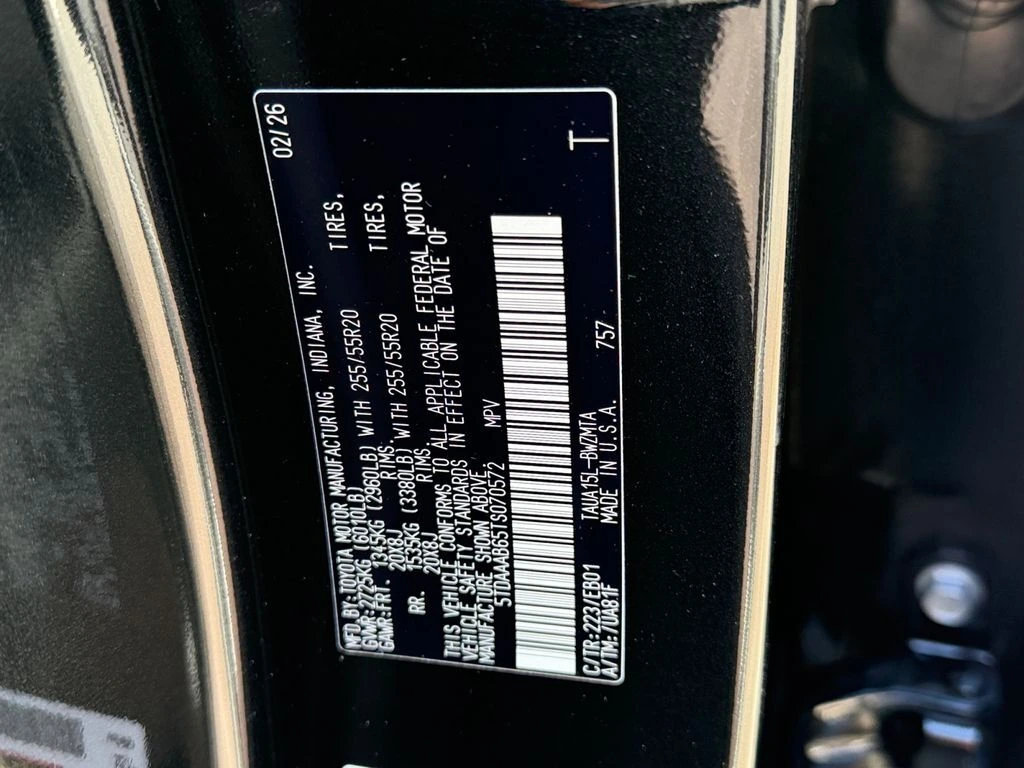 MFD. BY: TOYOTA MOTOR MANUFACTURING, INDIANA, INC. 02/26
GVWR: 2725KG (6010LB)
GAWR: FRT. 1345KG (2960LB) WITH 255/55R20 TIRES,
20X8J RIMS.
RR. 1535KG (3380LB) WITH 255/55R20 TIRES,
20X8J RIMS.
THIS VEHICLE CONFORMS TO ALL APPLICABLE FEDERAL MOTOR
VEHICLE SAFETY STANDARDS IN EFFECT ON THE DATE OF
MANUFACTURE SHOWN ABOVE.
5TDAAAB65TS070572 MPV
C/TR: 223/EB01 TAUA15L-BWZMTA 757 T
A/TM: /UA81F MADE IN U.S.A.